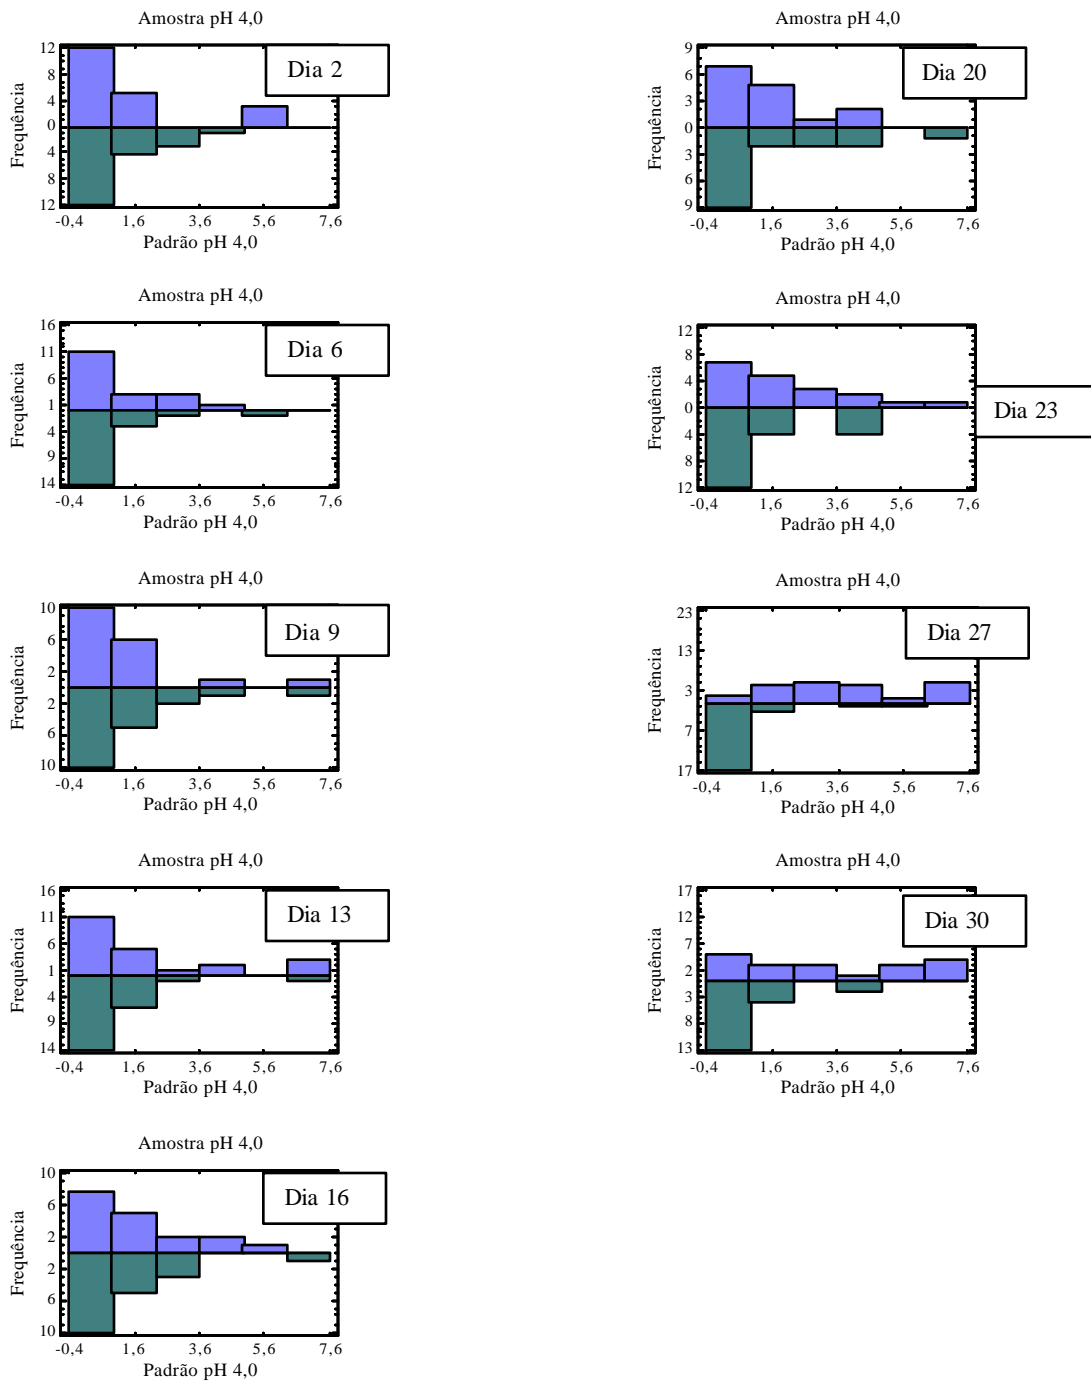 Amostra pH 4,0
Dia 2
Frequência
12
8
4
0
4
8
12
-0,4 1,6 3,6 5,6 7,6
Padrão pH 4,0
Amostra pH 4,0
Dia 6
Frequência
16
11
6
1
4
9
14
-0,4 1,6 3,6 5,6 7,6
Padrão pH 4,0
Amostra pH 4,0
Dia 9
Frequência
10
6
2
2
6
10
-0,4 1,6 3,6 5,6 7,6
Padrão pH 4,0
Amostra pH 4,0
Dia 13
Frequência
16
11
6
1
4
9
14
-0,4 1,6 3,6 5,6 7,6
Padrão pH 4,0
Amostra pH 4,0
Dia 16
Frequência
10
6
2
2
6
10
-0,4 1,6 3,6 5,6 7,6
Padrão pH 4,0
Amostra pH 4,0
Dia 20
Frequência
9
6
3
0
3
6
9
-0,4 1,6 3,6 5,6 7,6
Padrão pH 4,0
Amostra pH 4,0
Dia 23
Frequência
12
8
4
0
4
8
12
-0,4 1,6 3,6 5,6 7,6
Padrão pH 4,0
Amostra pH 4,0
Dia 27
Frequência
23
13
3
7
17
-0,4 1,6 3,6 5,6 7,6
Padrão pH 4,0
Amostra pH 4,0
Dia 30
Frequência
17
12
7
2
3
8
13
-0,4 1,6 3,6 5,6 7,6
Padrão pH 4,0